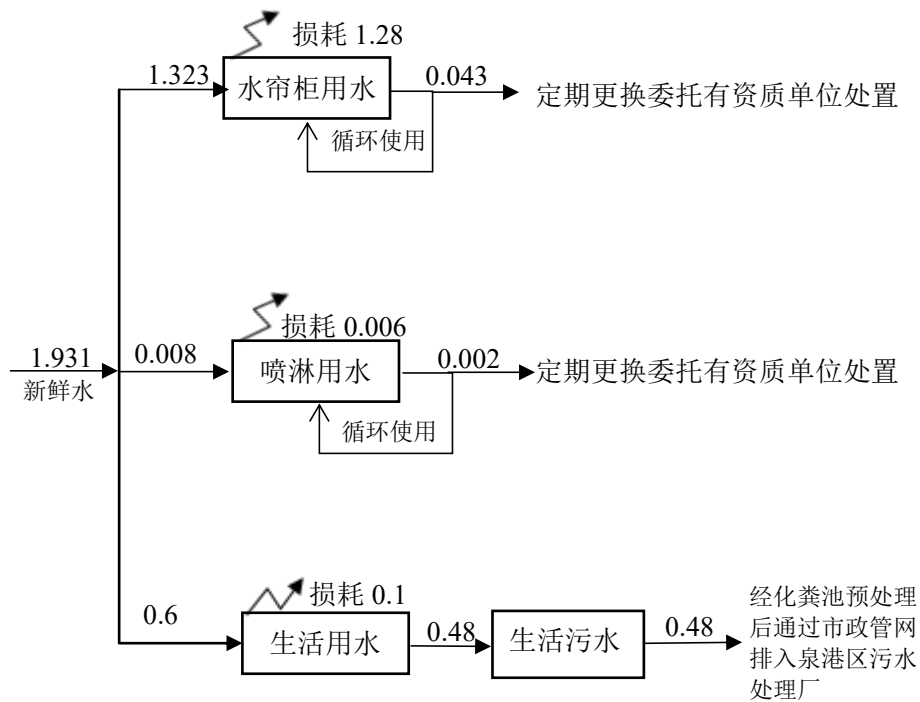 损耗 1.28
1.323
水帘柜用水
0.043
定期更换委托有资质单位处置
循环使用
损耗 0.006
1.931
新鲜水
0.008
喷淋用水
0.002
定期更换委托有资质单位处置
循环使用
损耗 0.1
0.6
生活用水
0.48
生活污水
0.48
经化粪池预处理
后通过市政管网
排入泉港区污水
处理厂